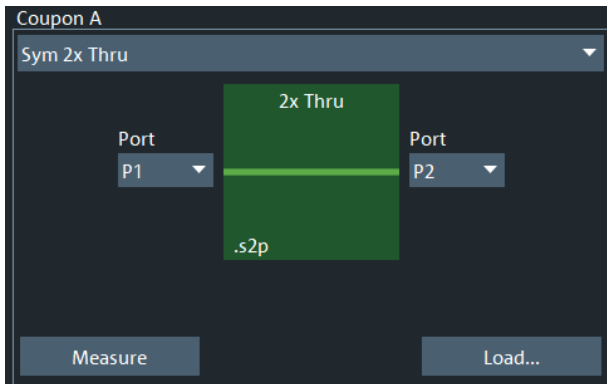 Coupon A
Sym 2x Thru
2x Thru
Port
Port
P1
P2
.s2p
Measure
Load...